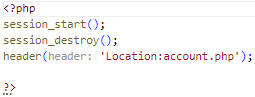 <?php
session_start();
session_destroy();
header(header: 'Location:account.php');
?>